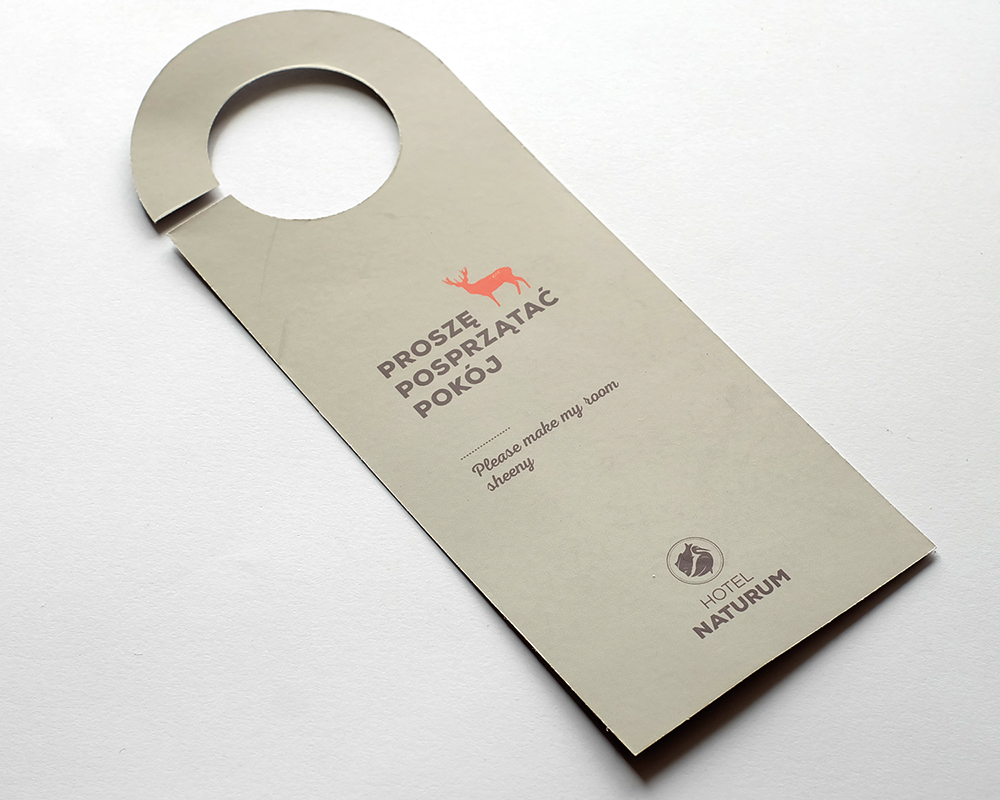 PROSZĘ
POSPRZĄTAĆ
POKÓJ
Please make my room
sheeny
HOTEL
NATURUM